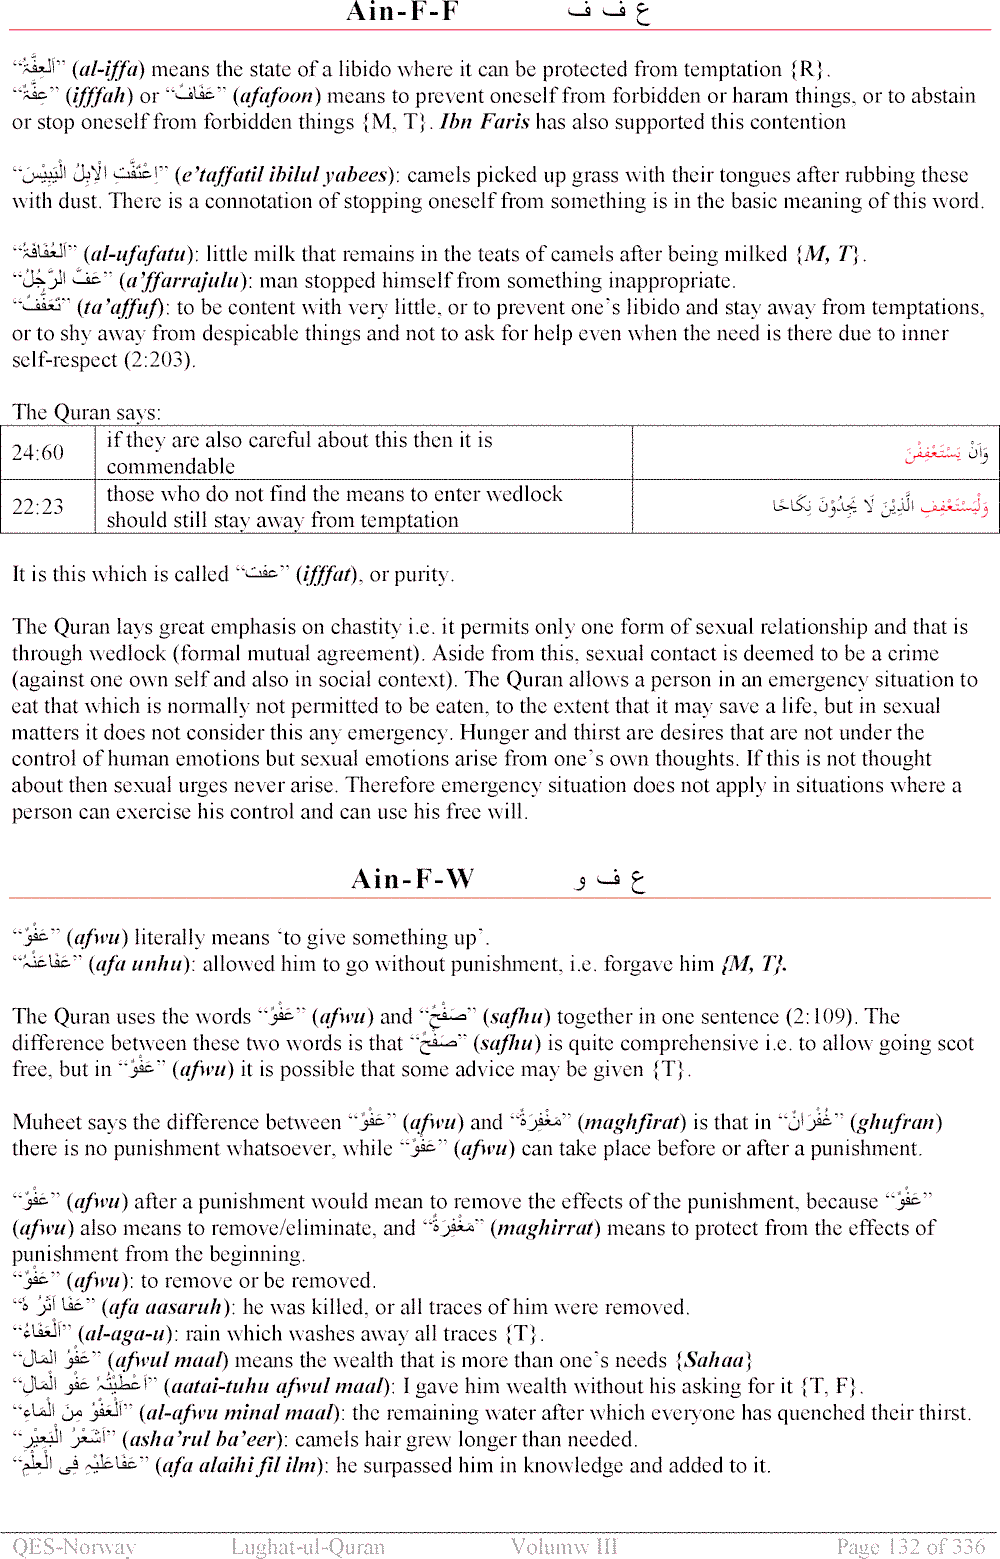 Ain-F-F ع ف ف
“اَلْعِفَّۃُ” (al-iffa) means the state of a libido where it can be protected from temptation {R}.
“عِفَّۃٌ” (ifffah) or “عَفَافٌ” (afafoon) means to prevent oneself from forbidden or haram things, or to abstain
or stop oneself from forbidden things {M, T}. Ibn Faris has also supported this contention
“اِعْتَفَّتِ الْاِبِلُ الْيَبِيْسَ” (e’taffatil ibilul yabees): camels picked up grass with their tongues after rubbing these
with dust. There is a connotation of stopping oneself from something is in the basic meaning of this word.
“اَلْعُفَافَۃُ” (al-ufafatu): little milk that remains in the teats of camels after being milked {M, T}.
“عَفَّ الرَّجُلُ” (a’ffarrajulu): man stopped himself from something inappropriate.
“تَعَفُّفٌ” (ta’affuf): to be content with very little, or to prevent one’s libido and stay away from temptations,
or to shy away from despicable things and not to ask for help even when the need is there due to inner
self-respect (2:203).
The Quran says:
24:60 if they are also careful about this then it is
commendable وَاَنْ يَسْتَعْفِفْنَ
22:23 those who do not find the means to enter wedlock
should still stay away from temptation وَلْيَسْتَعْفِفِ الَّذِيْنَ لَا يَجِدُوْنَ نِكَاحًا
It is this which is called “عفت” (ifffat), or purity.
The Quran lays great emphasis on chastity i.e. it permits only one form of sexual relationship and that is
through wedlock (formal mutual agreement). Aside from this, sexual contact is deemed to be a crime
(against one own self and also in social context). The Quran allows a person in an emergency situation to
eat that which is normally not permitted to be eaten, to the extent that it may save a life, but in sexual
matters it does not consider this any emergency. Hunger and thirst are desires that are not under the
control of human emotions but sexual emotions arise from one’s own thoughts. If this is not thought
about then sexual urges never arise. Therefore emergency situation does not apply in situations where a
person can exercise his control and can use his free will.
Ain-F-W ع ف و
“عَفْوٌ” (afwu) literally means ‘to give something up’.
“عَفَاعَنْہُ” (afa unhu): allowed him to go without punishment, i.e. forgave him {M, T}.
The Quran uses the words “عَفْوٌ” (afwu) and “صَفْحٌ” (safhu) together in one sentence (2:109). The
difference between these two words is that “صَفْحٌ” (safhu) is quite comprehensive i.e. to allow going scot
free, but in “عَفْوٌ” (afwu) it is possible that some advice may be given {T}.
Muheet says the difference between “عَفْوٌ” (afwu) and “مَغْفِرَۃٌ” (maghfirat) is that in “غُفْرَانٌ” (ghufran)
there is no punishment whatsoever, while “عَفْوٌ” (afwu) can take place before or after a punishment.
“عَفْوٌ” (afwu) after a punishment would mean to remove the effects of the punishment, because “عَفْوٌ”
(afwu) also means to remove/eliminate, and “مَغْفِرَۃٌ” (maghirrat) means to protect from the effects of
punishment from the beginning.
“عَفْوٌ” (afwu): to remove or be removed.
“عَفَا اَثَرُ ہٗ” (afa aasaruh): he was killed, or all traces of him were removed.
“اَلْعَفَاءُ” (al-aga-u): rain which washes away all traces {T}.
“عَفْوُ الْمَالِ” (afwul maal) means the wealth that is more than one’s needs {Sahaa}
“اَعْطَيْتُہٗ عَفْوَ الْمَالِ” (aatai-tuhu afwul maal): I gave him wealth without his asking for it {T, F}.
“اَلْعَفْوُ مِنَ الْمَاءِ” (al-afwu minal maal): the remaining water after which everyone has quenched their thirst.
“اَشْعَرُ الْبَعِيْرِ” (asha’rul ba’eer): camels hair grew longer than needed.
“عَفَاعَلَيْہِ فِی الْعِلْمِ” (afa alaihi fil ilm): he surpassed him in knowledge and added to it.
QES-Norway Lughat-ul-Quran Volumw III Page 132 of 336